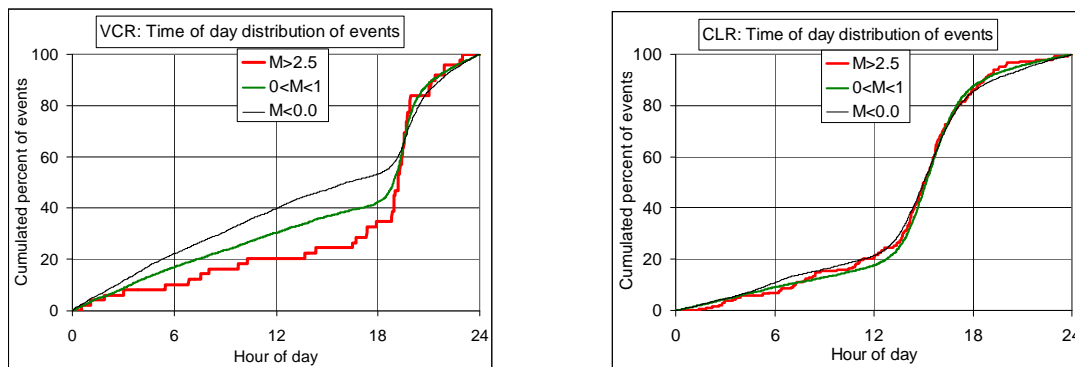 VCR: Time of day distribution of events
M>2.5
0<M<1
M<0.0
Cumulated percent of events
100
80
60
40
20
0
0 6 12 18 24
Hour of day
CLR: Time of day distribution of events
M>2.5
0<M<1
M<0.0
Cumulated percent of events
100
80
60
40
20
0
0 6 12 18 24
Hour of day